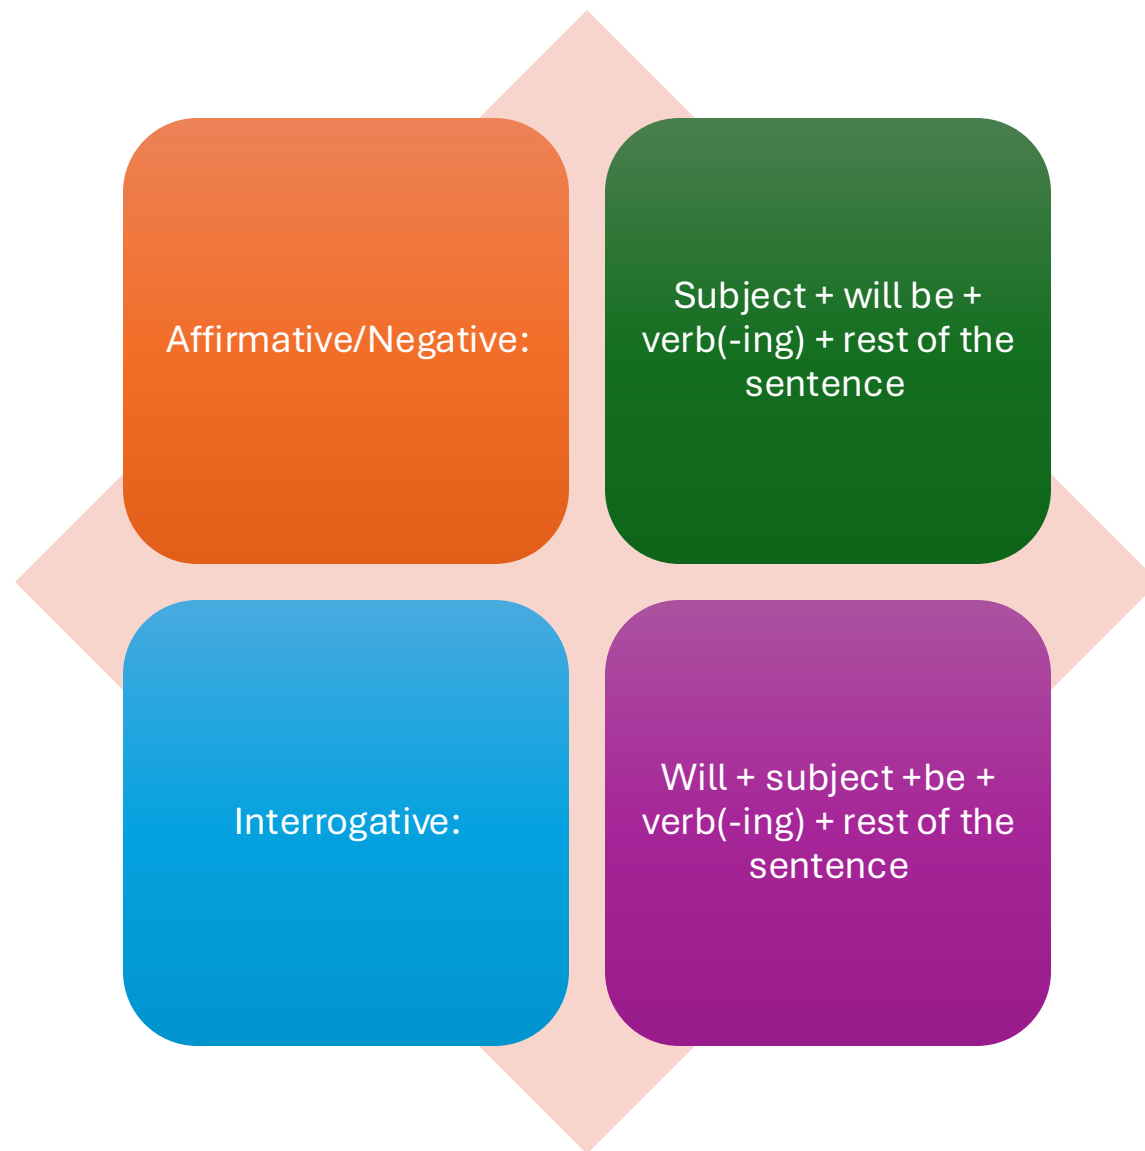 Affirmative/Negative:
Subject + will be +
verb(-ing) + rest of the
sentence
Interrogative:
Will + subject +be +
verb(-ing) + rest of the
sentence